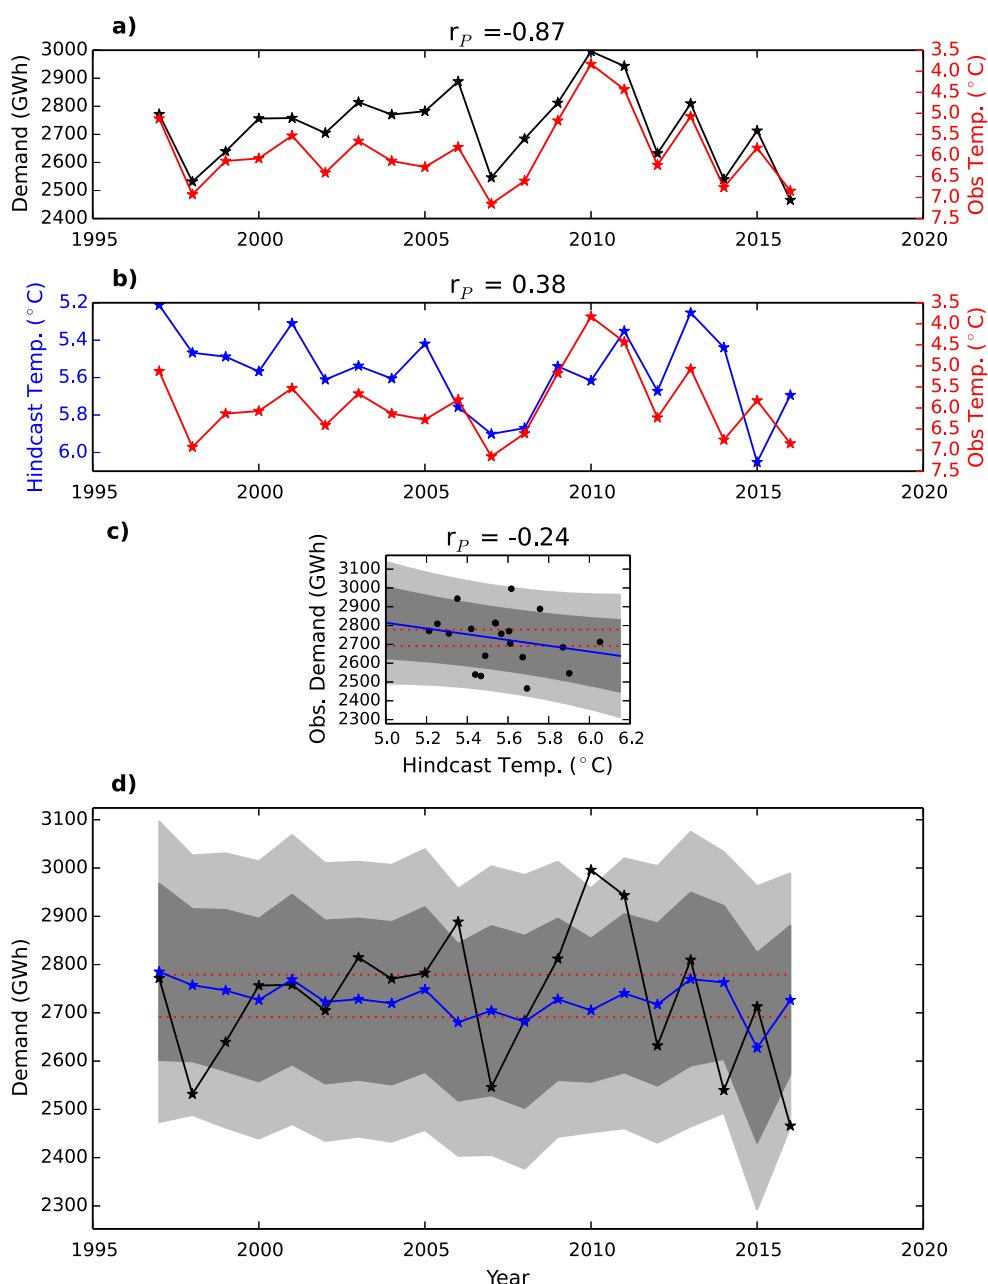 a)
r_P =-0.87
Demand (GWh)
3000
2900
2800
2700
2600
2500
2400
3.5
4.0
4.5
5.0
5.5
6.0
6.5
7.0
7.5
Obs Temp. (°C)
1995 2000 2005 2010 2015 2020
b)
r_P = 0.38
Hindcast Temp. (°C)
5.2
5.4
5.6
5.8
6.0
3.5
4.0
4.5
5.0
5.5
6.0
6.5
7.0
7.5
Obs Temp. (°C)
1995 2000 2005 2010 2015 2020
c)
r_P = -0.24
Obs. Demand (GWh)
3100
3000
2900
2800
2700
2600
2500
2400
2300
5.0 5.2 5.4 5.6 5.8 6.0 6.2
Hindcast Temp. (°C)
d)
Demand (GWh)
3100
3000
2900
2800
2700
2600
2500
2400
2300
1995 2000 2005 2010 2015 2020
Year